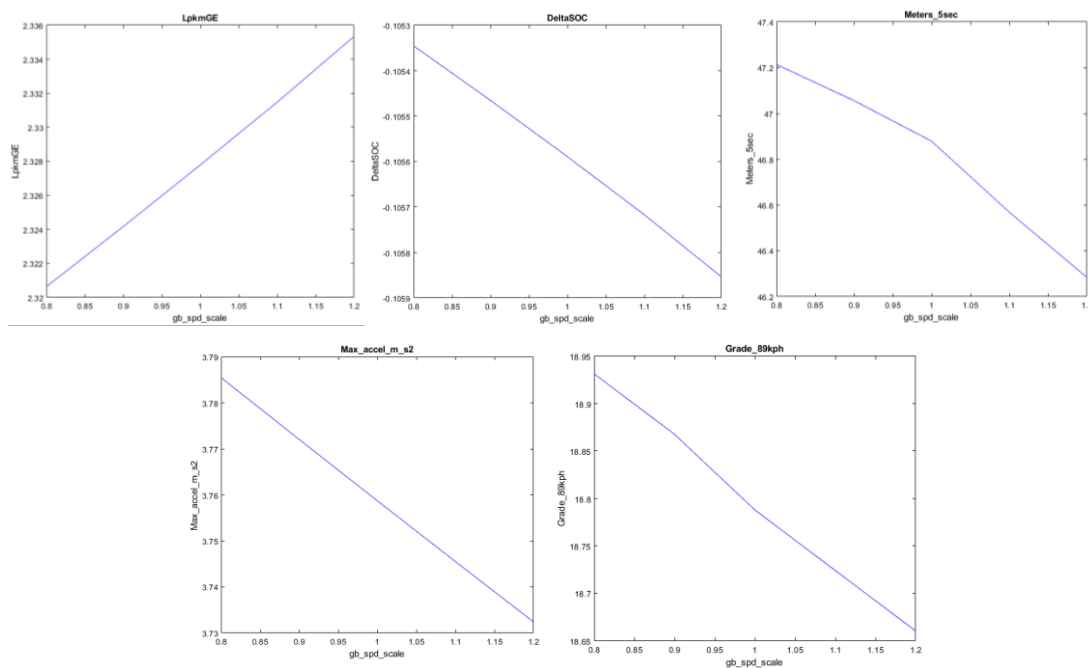 LpkmGE
2.336
2.334
2.332
2.33
2.328
2.326
2.324
2.322
2.32
LpkmGE
0.8 0.85 0.9 0.95 1 1.05 1.1 1.15 1.2
gb_spd_scale
DeltaSOC
-0.1053
-0.1054
-0.1055
-0.1056
-0.1057
-0.1058
-0.1059
DeltaSOC
0.8 0.85 0.9 0.95 1 1.05 1.1 1.15 1.2
gb_spd_scale
Meters_5sec
47.4
47.2
47
46.8
46.6
46.4
46.2
Meters_5sec
0.8 0.85 0.9 0.95 1 1.05 1.1 1.15 1.2
gb_spd_scale
Max_accel_m_s2
3.79
3.78
3.77
3.76
3.75
3.74
3.73
Max_accel_m_s2
0.8 0.85 0.9 0.95 1 1.05 1.1 1.15 1.2
gb_spd_scale
Grade_89kph
18.95
18.9
18.85
18.8
18.75
18.7
18.65
Grade_89kph
0.8 0.85 0.9 0.95 1 1.05 1.1 1.15 1.2
gb_spd_scale